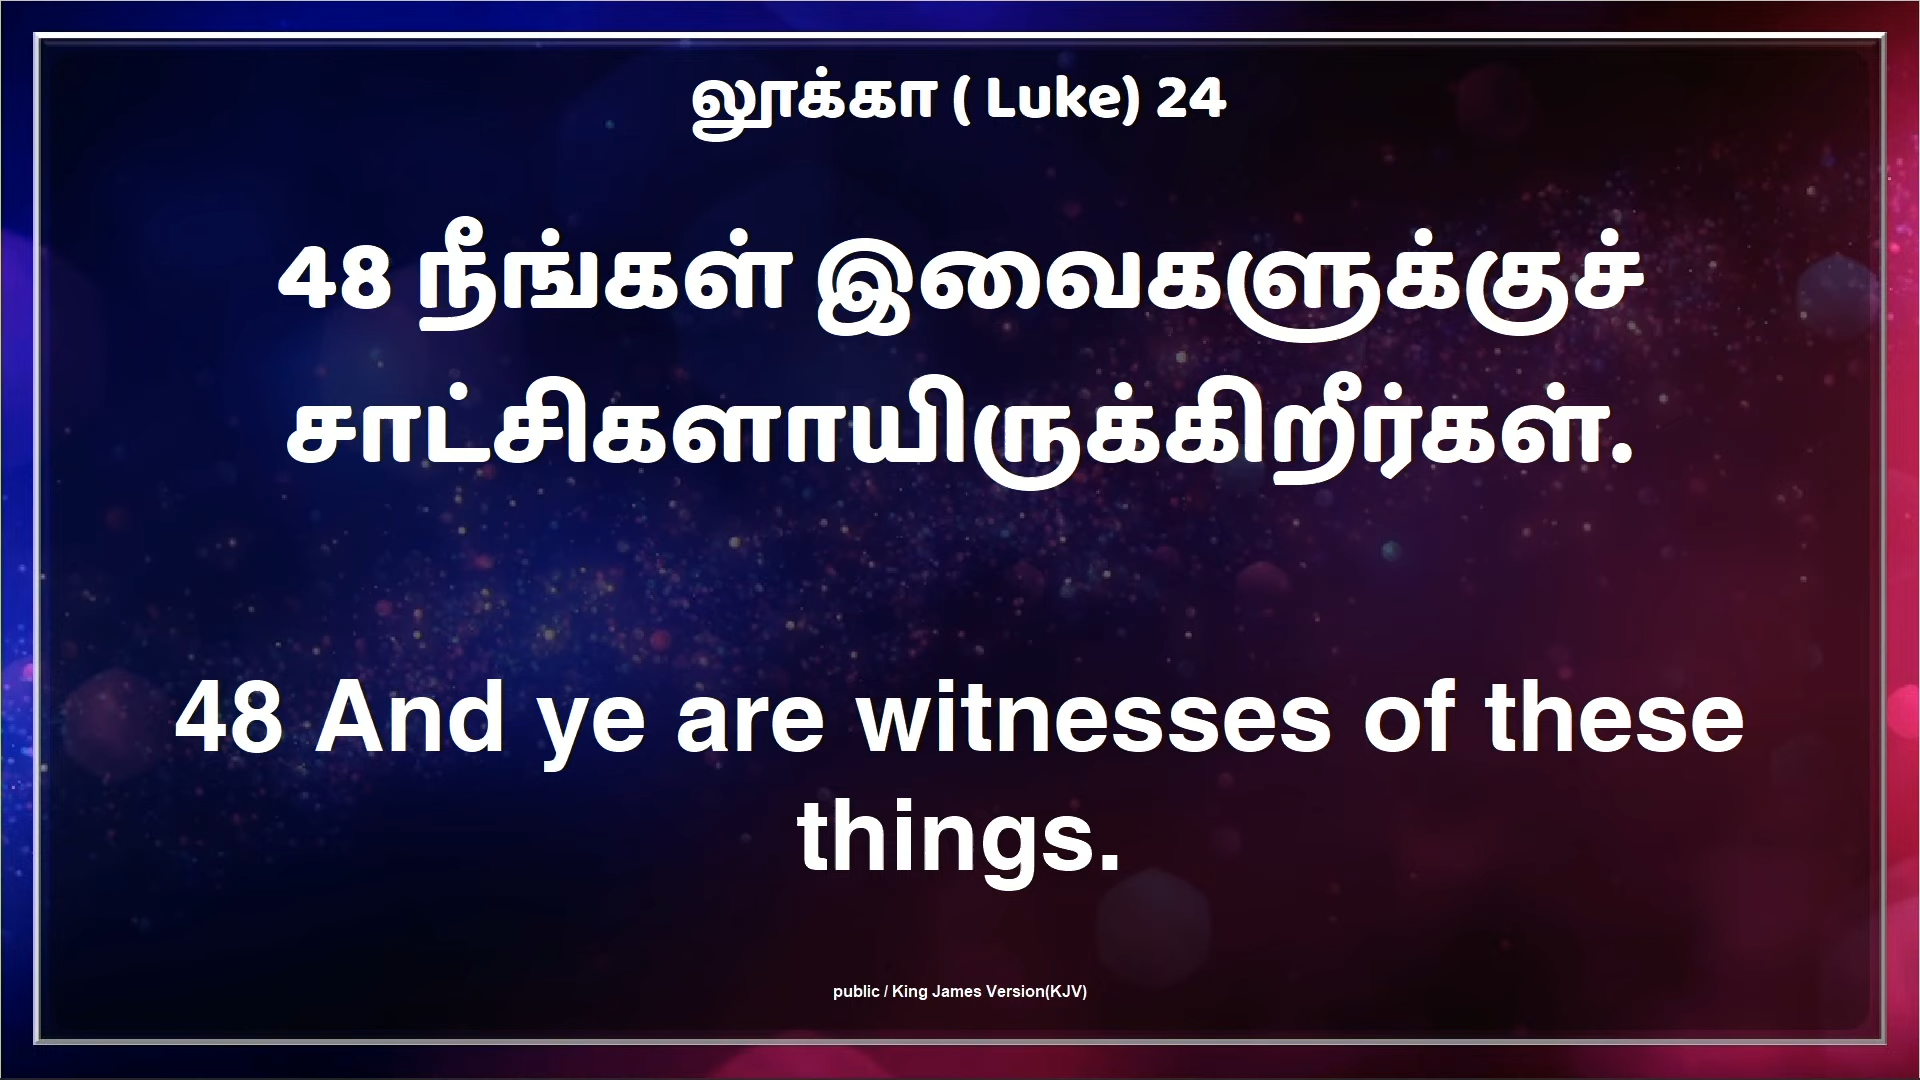 லூக்கா ( Luke) 24
48 நீங்கள் இவைகளுக்குச்
சாட்சிகளாயிருக்கிறீர்கள்.
48 And ye are witnesses of these
things.
public / King James Version(KJV)